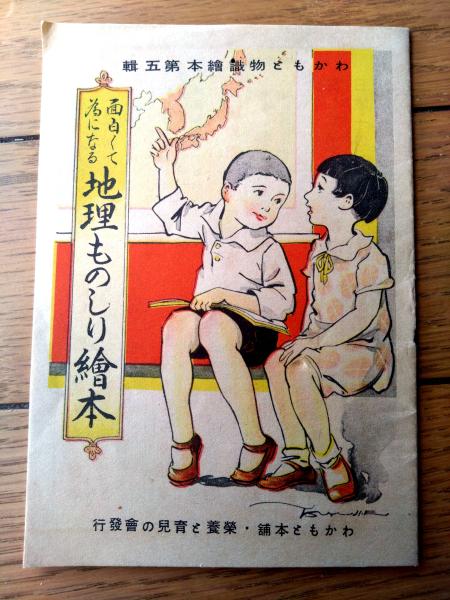 わかもと物識繪本第五輯
面白くて
為になる
地理ものしり繪本
わかもと本舗・榮養と育兒の會發行